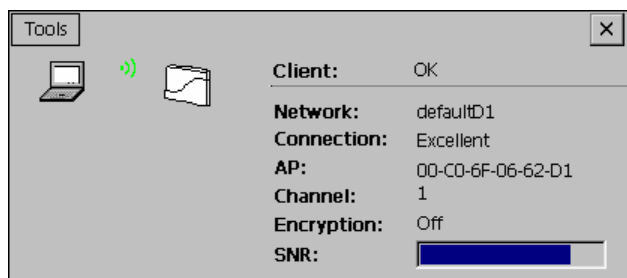 Tools
Client: OK
Network: defaultD1
Connection: Excellent
AP: 00-C0-6F-06-62-D1
Channel: 1
Encryption: Off
SNR: